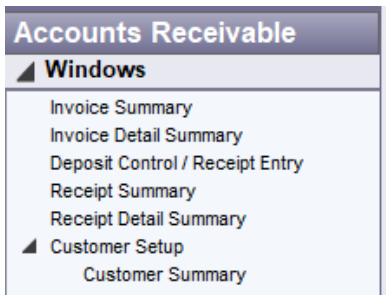 Accounts Receivable
Windows
Invoice Summary
Invoice Detail Summary
Deposit Control / Receipt Entry
Receipt Summary
Receipt Detail Summary
Customer Setup
Customer Summary